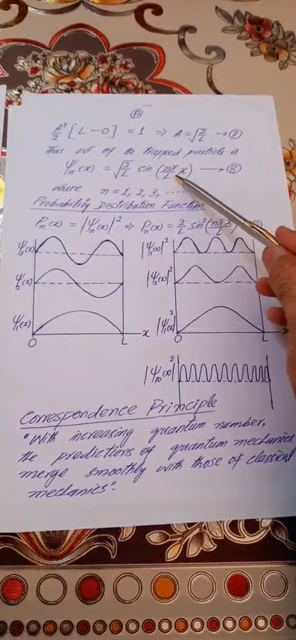 A²/2 [L - 0] = 1 ⇒ A = √2/L → ⑦
Thus wf of the trapped particle is
Ψn(x) = √2/L sin (nπ/L x) → ⑧
where n = 1, 2, 3, ......
Probability Distribution Function
Pn(x) = |Ψn(x)|² ⇒ Pn(x) = 2/L sin²(nπ/L x)
Ψ3(x) |Ψ3(x)|²
Ψ2(x) |Ψ2(x)|²
Ψ1(x) |Ψ1(x)|²
0 L x 0 L
|Ψn(x)|²
Correspondence Principle
"With increasing quantum number,
the predictions of quantum mechanics
merge smoothly with those of classical
mechanics".